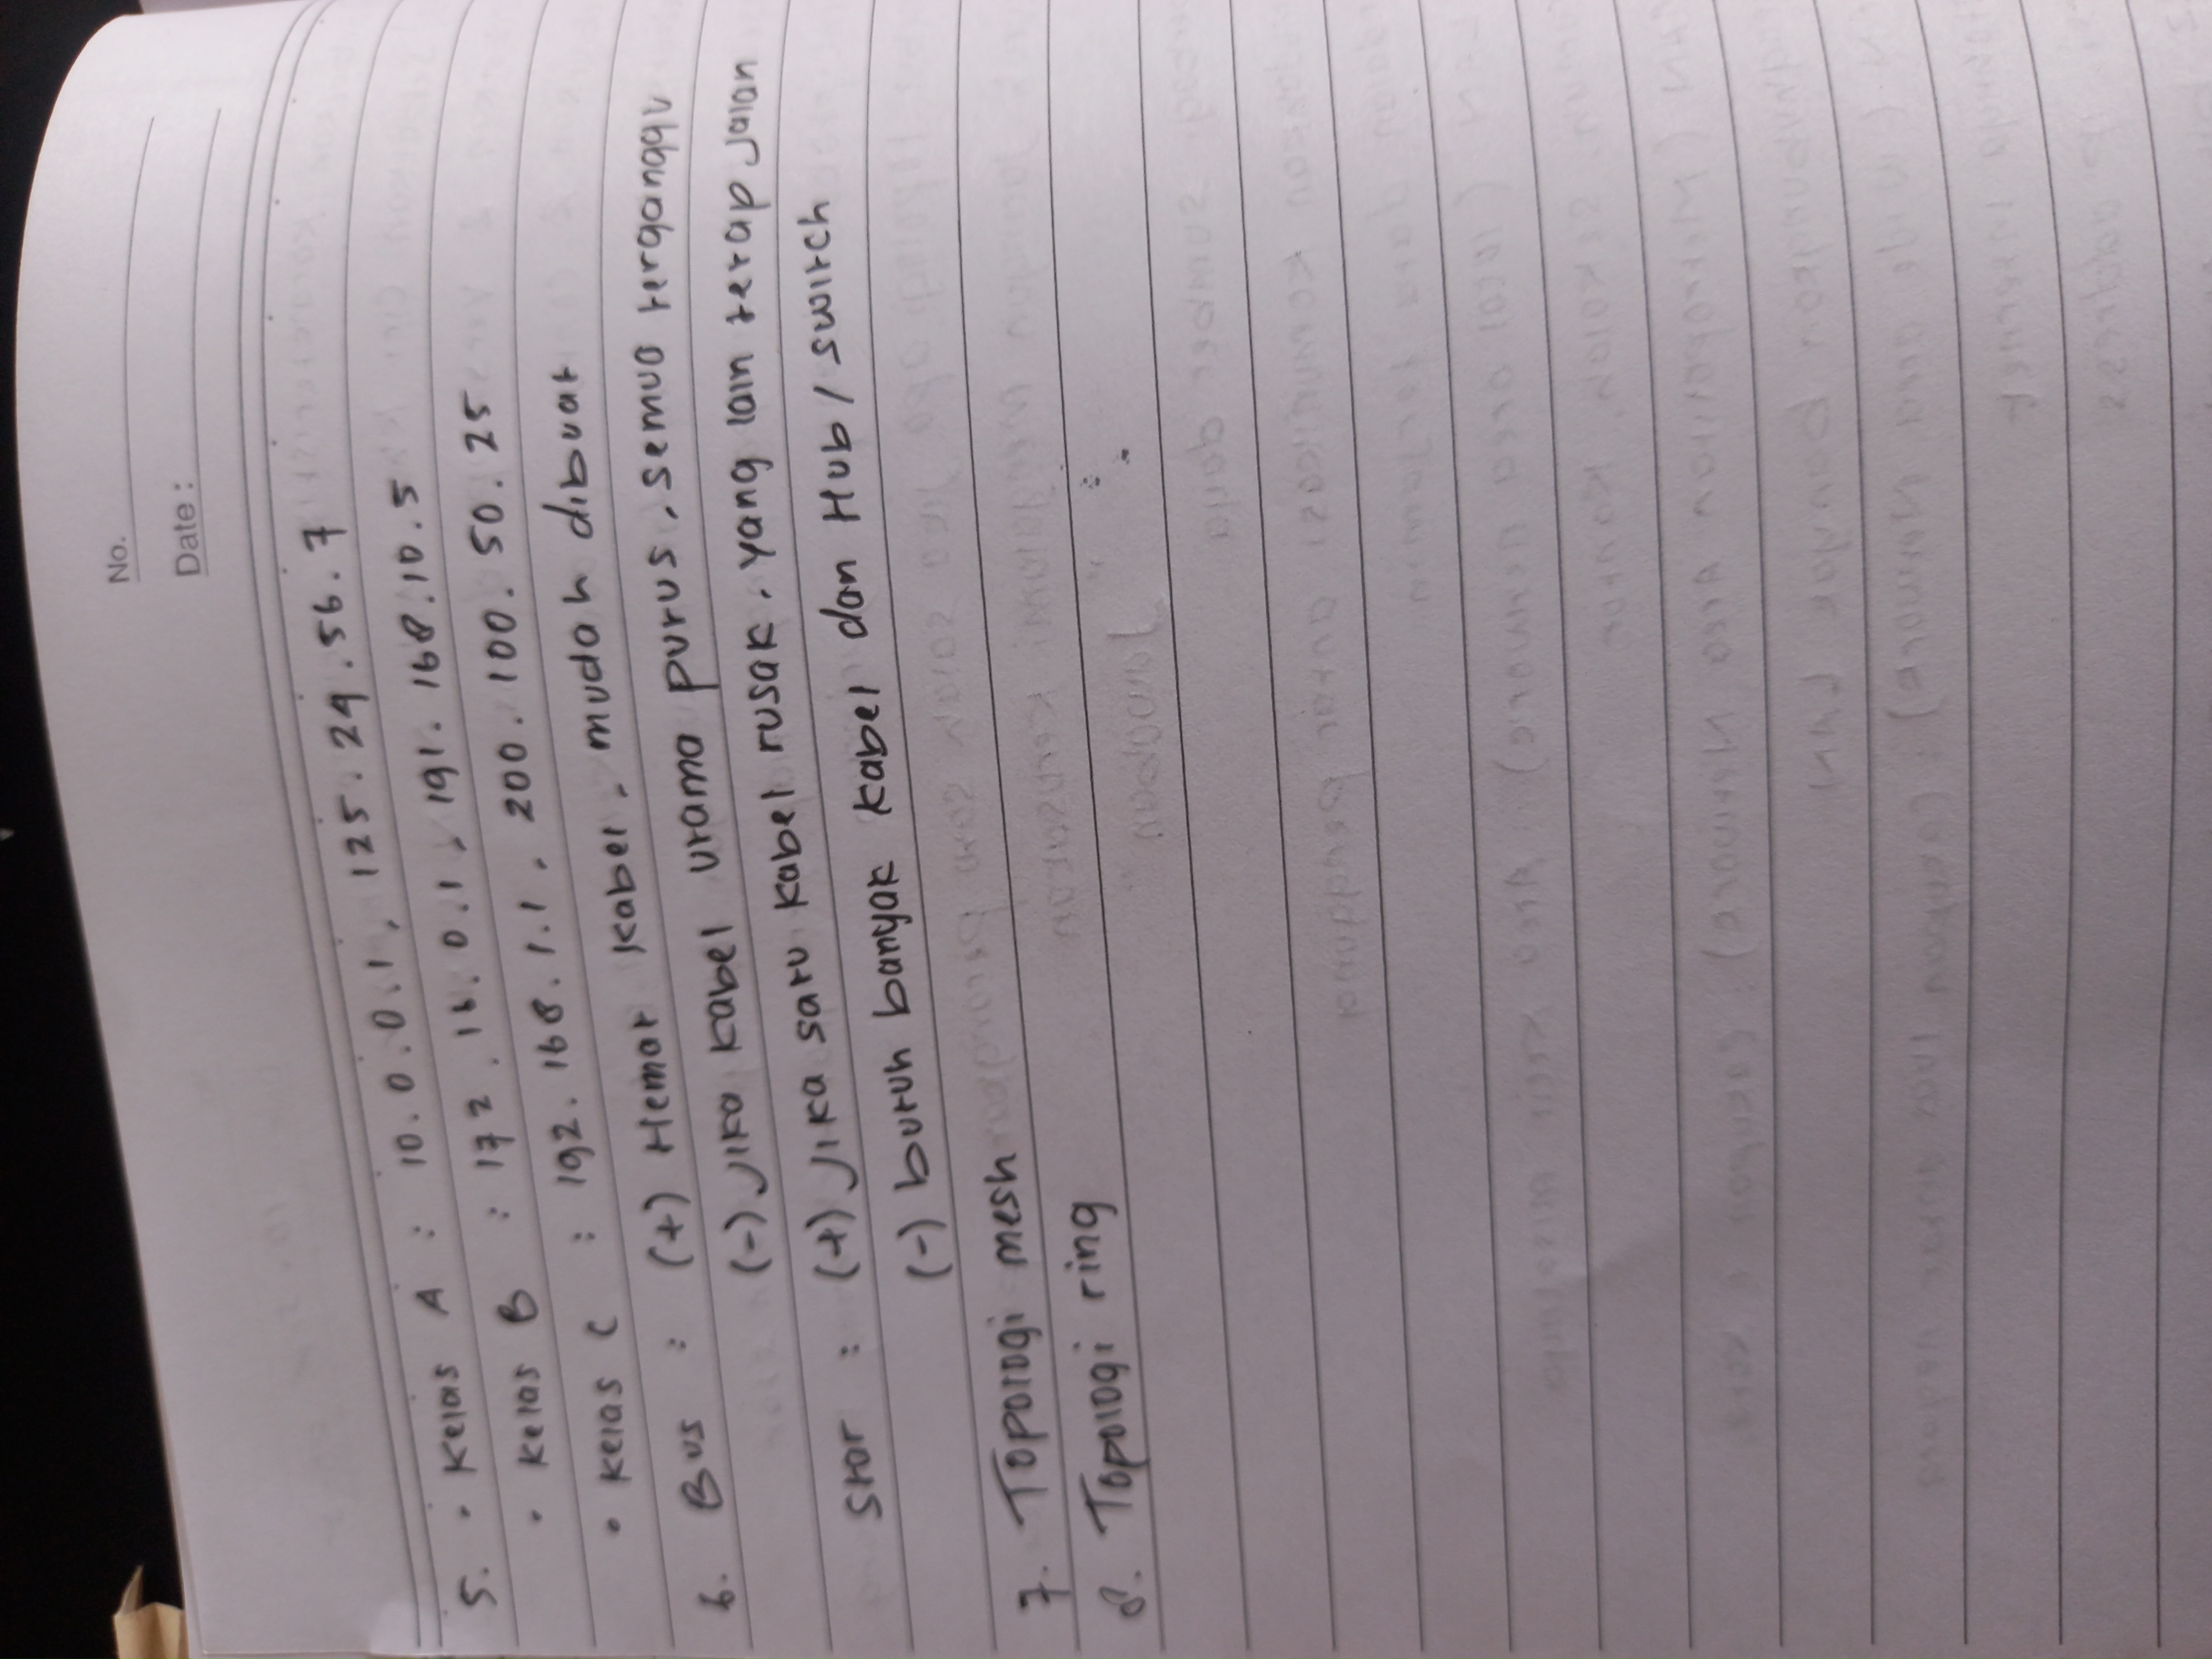 No.
Date :
5. • Kelas A : 10.0.0.1, 125.24.56.7
• Kelas B : 172.16.0.1, 191.168.10.5
• Kelas C : 192.168.1.1, 200.100.50.25
6. Bus : (+) Hemat kabel, mudah dibuat
(-) Jika kabel utama putus, semua terganggu
Star : (+) Jika satu kabel rusak, yang lain tetap jalan
(-) butuh banyak kabel dan Hub/switch
7. Topologi mesh
8. Topologi ring